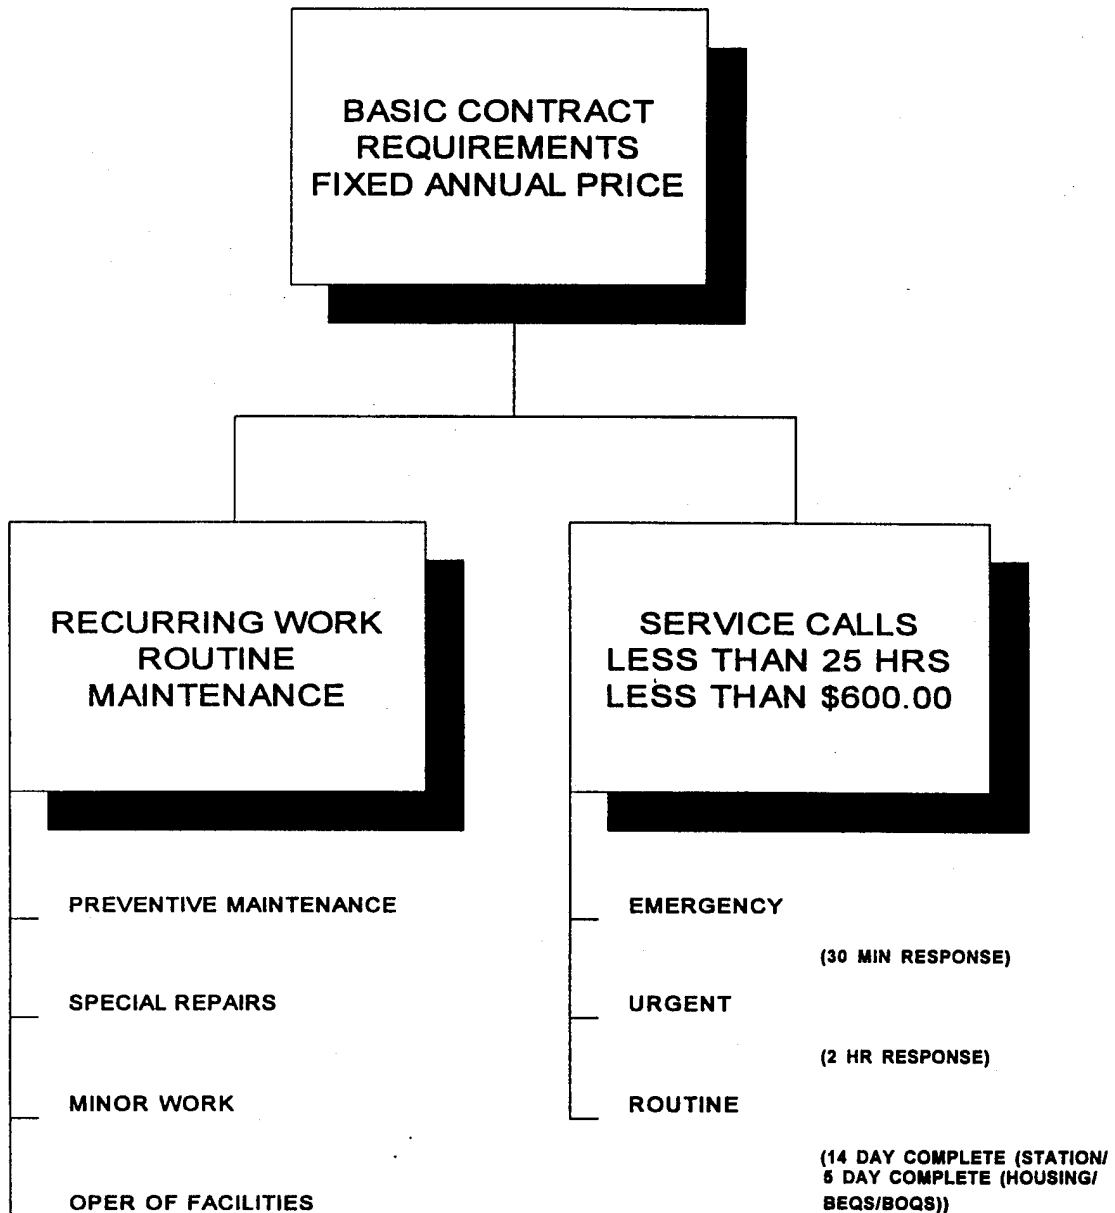 BASIC CONTRACT
REQUIREMENTS
FIXED ANNUAL PRICE
RECURRING WORK
ROUTINE
MAINTENANCE
PREVENTIVE MAINTENANCE
SPECIAL REPAIRS
MINOR WORK
OPER OF FACILITIES
SERVICE CALLS
LESS THAN 25 HRS
LESS THAN $600.00
EMERGENCY
(30 MIN RESPONSE)
URGENT
(2 HR RESPONSE)
ROUTINE
(14 DAY COMPLETE (STATION/
5 DAY COMPLETE (HOUSING/
BEQS/BOQS))